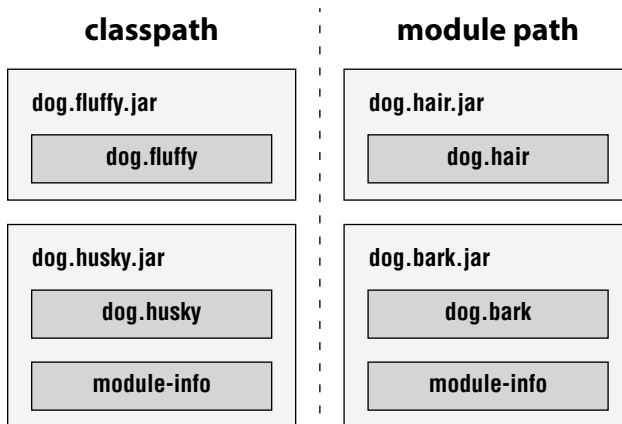 classpath
module path
dog.fluffy.jar
dog.fluffy
dog.hair.jar
dog.hair
dog.husky.jar
dog.husky
module-info
dog.bark.jar
dog.bark
module-info